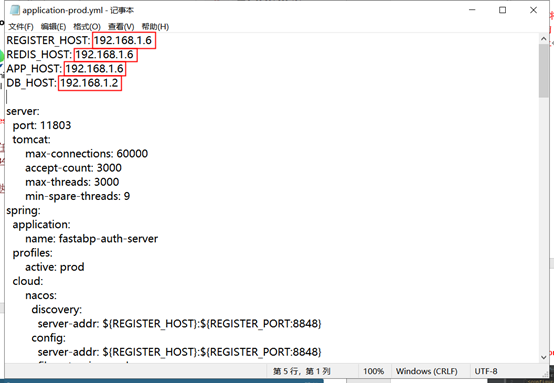 application-prod.yml - 记事本
文件(F) 编辑(E) 格式(O) 查看(V) 帮助(H)
REGISTER_HOST: 192.168.1.6
REDIS_HOST: 192.168.1.6
APP_HOST: 192.168.1.6
DB_HOST: 192.168.1.2
server:
port: 11803
tomcat:
max-connections: 60000
accept-count: 3000
max-threads: 3000
min-spare-threads: 9
spring:
application:
name: fastabp-auth-server
profiles:
active: prod
cloud:
nacos:
discovery:
server-addr: ${REGISTER_HOST}:${REGISTER_PORT:8848}
config:
server-addr: ${REGISTER_HOST}:${REGISTER_PORT:8848}
第 5 行，第 1 列 100% Windows (CRLF) UTF-8